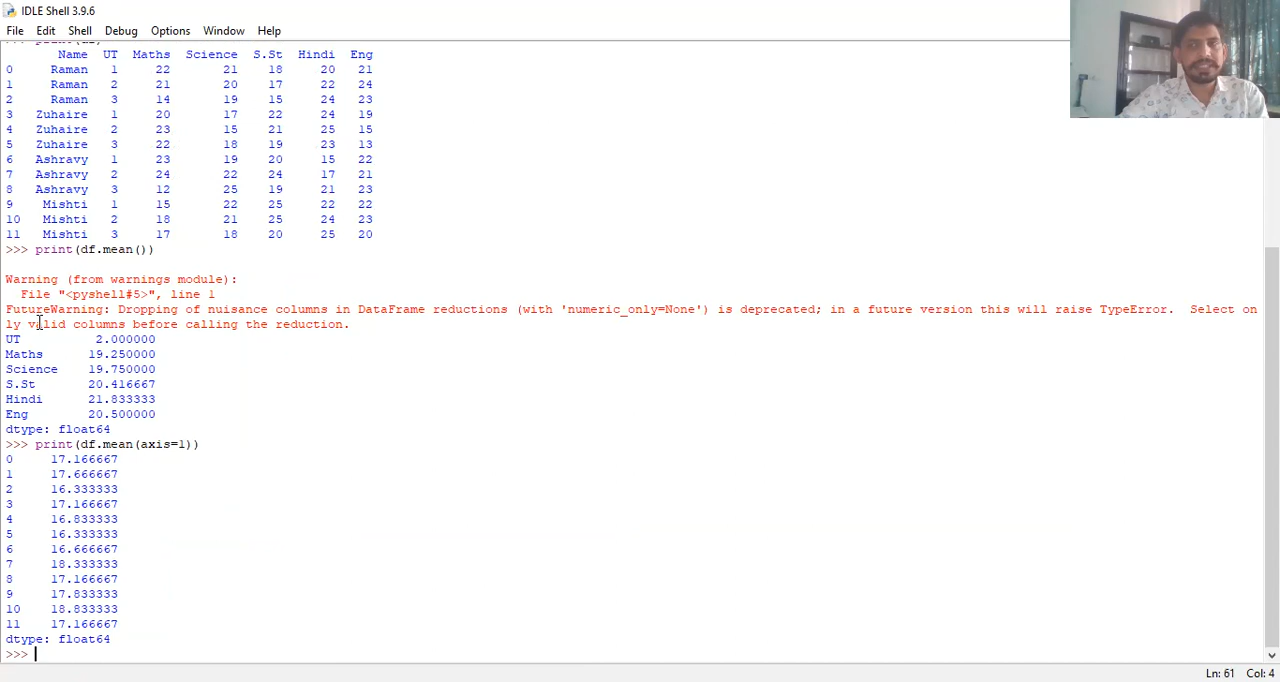 IDLE Shell 3.9.6
File Edit Shell Debug Options Window Help
>>> print(df)
Name UT Maths Science S.St Hindi Eng
0 Raman 1 22 21 18 20 21
1 Raman 2 21 20 17 22 24
2 Raman 3 14 19 15 24 23
3 Zuhaire 1 20 17 22 24 19
4 Zuhaire 2 23 15 21 25 15
5 Zuhaire 3 22 18 19 23 13
6 Ashravy 1 23 19 20 15 22
7 Ashravy 2 24 22 24 17 21
8 Ashravy 3 12 25 19 21 23
9 Mishti 1 15 22 25 22 22
10 Mishti 2 18 21 25 24 23
11 Mishti 3 17 18 20 25 20
>>> print(df.mean())
Warning (from warnings module):
File "<pyshell#5>", line 1
FutureWarning: Dropping of nuisance columns in DataFrame reductions (with 'numeric_only=None') is deprecated; in a future version this will raise TypeError. Select on
ly valid columns before calling the reduction.
UT 2.000000
Maths 19.250000
Science 19.750000
S.St 20.416667
Hindi 21.833333
Eng 20.500000
dtype: float64
>>> print(df.mean(axis=1))
0 17.166667
1 17.666667
2 16.333333
3 17.166667
4 16.833333
5 16.333333
6 16.666667
7 18.333333
8 17.166667
9 17.833333
10 18.833333
11 17.166667
dtype: float64
>>>
Ln: 61 Col: 4